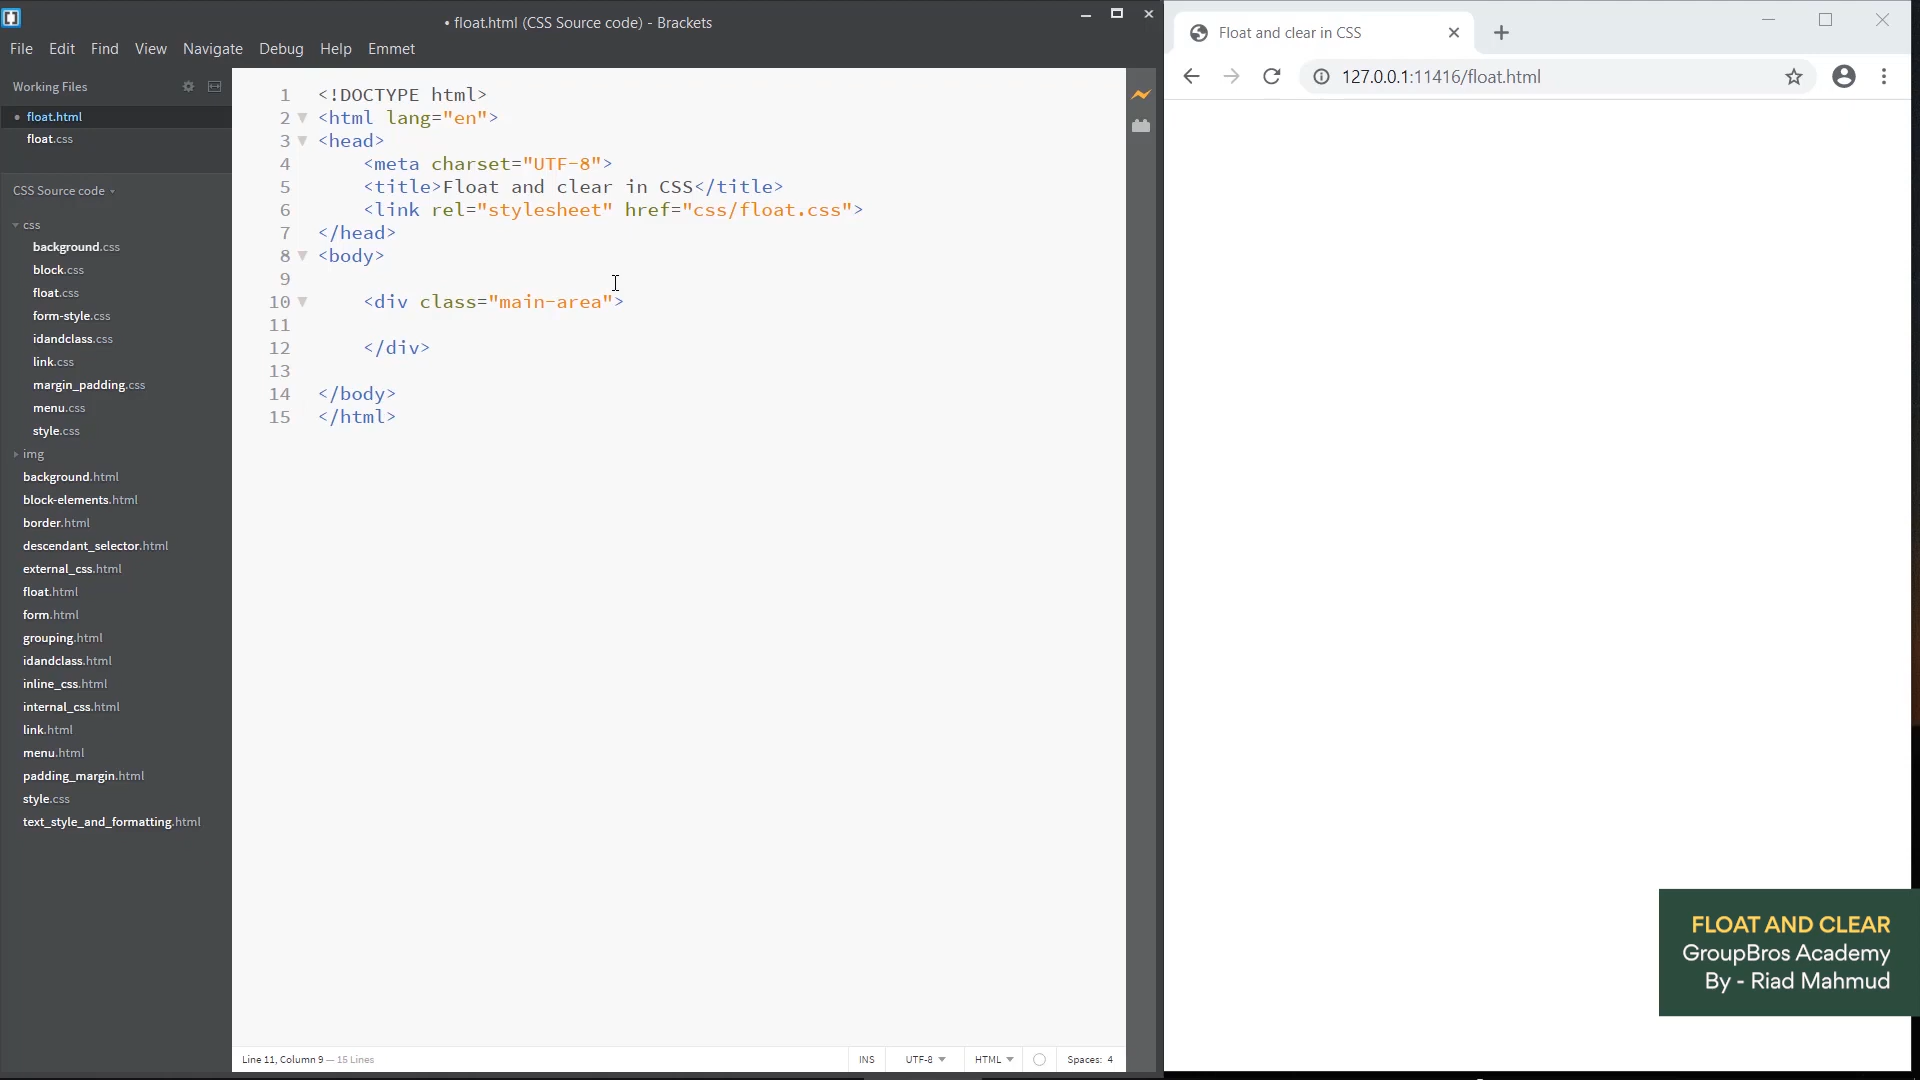 • float.html (CSS Source code) - Brackets
File Edit Find View Navigate Debug Help Emmet
Working Files
• float.html
float.css
CSS Source code
css
background.css
block.css
float.css
form-style.css
idandclass.css
link.css
margin_padding.css
menu.css
style.css
img
background.html
block-elements.html
border.html
descendant_selector.html
external_css.html
float.html
form.html
grouping.html
idandclass.html
inline_css.html
internal_css.html
link.html
menu.html
padding_margin.html
style.css
text_style_and_formatting.html
1 <!DOCTYPE html>
2 <html lang="en">
3 <head>
4 <meta charset="UTF-8">
5 <title>Float and clear in CSS</title>
6 <link rel="stylesheet" href="css/float.css">
7 </head>
8 <body>
9
10 <div class="main-area">
11
12 </div>
13
14 </body>
15 </html>
Line 11, Column 9 — 15 Lines
INS UTF-8 HTML Spaces: 4
Float and clear in CSS
127.0.0.1:11416/float.html
FLOAT AND CLEAR
GroupBros Academy
By - Riad Mahmud